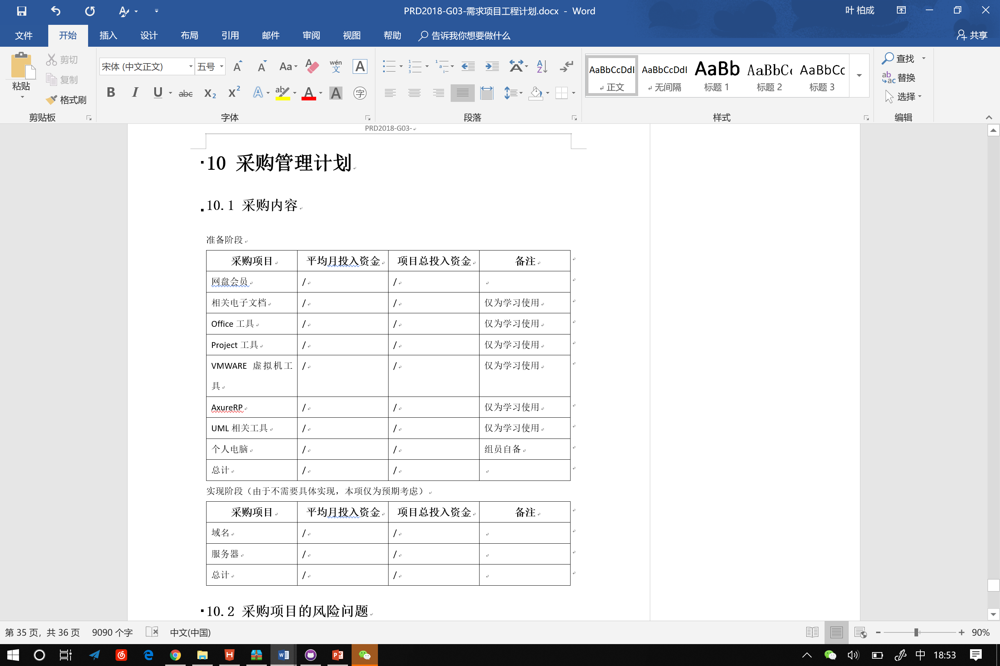 PRD2018-G03-需求项目工程计划.docx - Word
叶 柏成
文件 开始 插入 设计 布局 引用 邮件 审阅 视图 帮助 告诉我你想要做什么 共享
粘贴 剪切 复制 格式刷
剪贴板
宋体 (中文正文) 五号
字体
段落
AaBbCcDdI 正文
AaBbCcDdI 无间隔
AaBb 标题 1
AaBbC 标题 2
AaBbCc 标题 3
样式
查找
替换
选择
编辑
PRD2018-G03-
10 采购管理计划
10.1 采购内容
准备阶段
采购项目 平均月投入资金 项目总投入资金 备注
网盘会员 / /
相关电子文档 / / 仅为学习使用
Office 工具 / / 仅为学习使用
Project 工具 / / 仅为学习使用
VMWARE 虚拟机工 / / 仅为学习使用
具
AxureRP / / 仅为学习使用
UML 相关工具 / / 仅为学习使用
个人电脑 / / 组员自备
总计 / /
实现阶段（由于不需要具体实现，本项仅为预期考虑）
采购项目 平均月投入资金 项目总投入资金 备注
域名 / /
服务器 / /
总计 / /
10.2 采购项目的风险问题
第 35 页，共 36 页 9090 个字 中文(中国) 90%
中 18:53